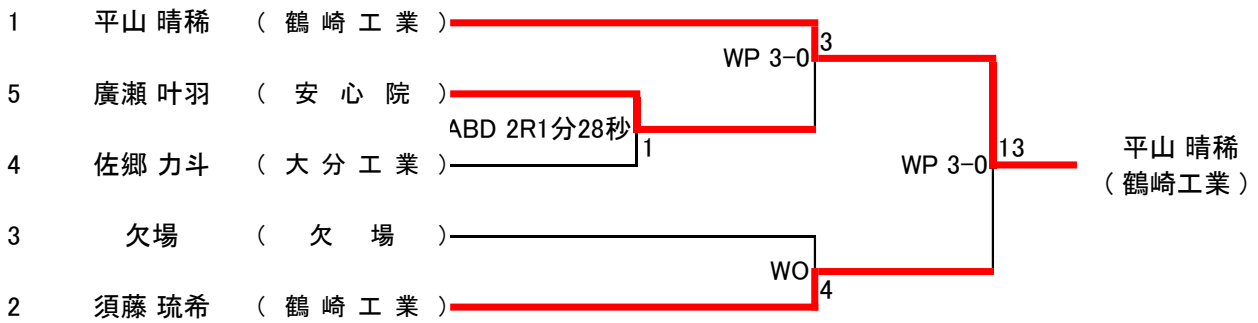 1 平山 晴稀 ( 鶴 崎 工 業 )
3
WP 3-0
5 廣瀬 叶羽 ( 安 心 院 )
ABD 2R1分28秒
1
4 佐郷 力斗 ( 大 分 工 業 )
WP 3-0
13
平山 晴稀
( 鶴崎工業 )
3 欠場 ( 欠 場 )
WO
4
2 須藤 琉希 ( 鶴 崎 工 業 )